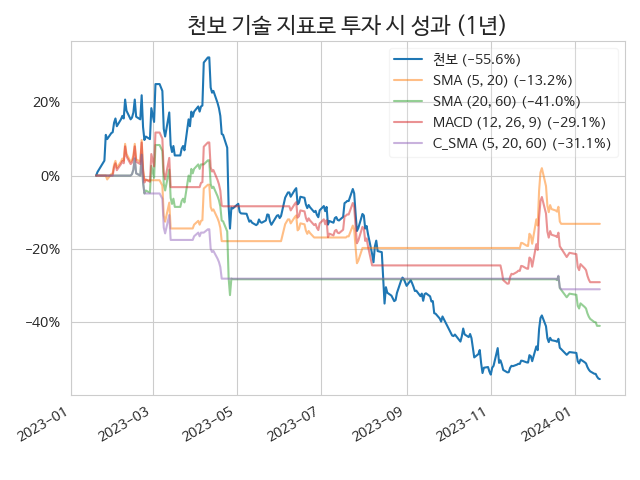 천보 기술 지표로 투자 시 성과 (1년)
천보 (−55.6%)
SMA (5, 20) (−13.2%)
SMA (20, 60) (−41.0%)
MACD (12, 26, 9) (−29.1%)
C_SMA (5, 20, 60) (−31.1%)
20%
0%
−20%
−40%
2023−01
2023−03
2023−05
2023−07
2023−09
2023−11
2024−01